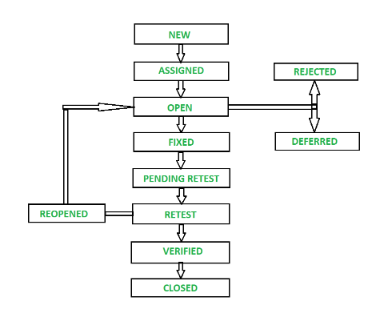 NEW
ASSIGNED
REJECTED
OPEN
FIXED
DEFERRED
PENDING RETEST
REOPENED
RETEST
VERIFIED
CLOSED